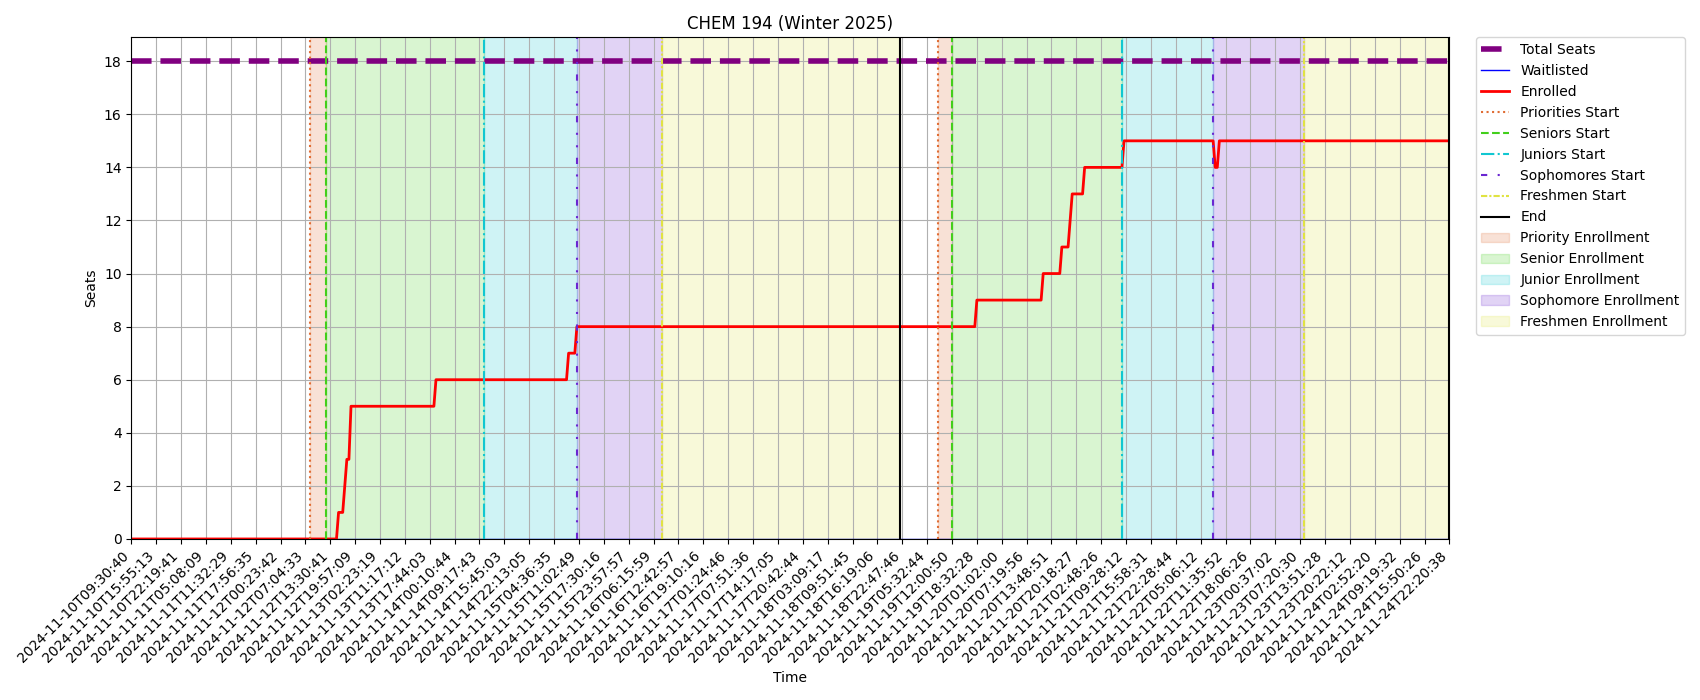 CHEM 194 (Winter 2025)
Seats
18
16
14
12
10
8
6
4
2
0
2024-11-10T09:30:40
2024-11-10T15:55:13
2024-11-10T22:19:41
2024-11-11T05:08:09
2024-11-11T11:32:29
2024-11-11T17:56:35
2024-11-12T00:23:42
2024-11-12T07:04:33
2024-11-12T13:30:41
2024-11-12T19:57:09
2024-11-13T02:23:19
2024-11-13T11:17:12
2024-11-13T17:44:03
2024-11-14T00:10:44
2024-11-14T09:17:43
2024-11-14T15:45:03
2024-11-14T22:13:05
2024-11-15T04:36:35
2024-11-15T11:02:49
2024-11-15T17:30:16
2024-11-15T23:57:57
2024-11-16T06:15:59
2024-11-16T12:42:57
2024-11-16T19:10:16
2024-11-17T01:24:46
2024-11-17T07:51:36
2024-11-17T14:17:05
2024-11-17T20:42:44
2024-11-18T03:09:17
2024-11-18T09:51:45
2024-11-18T16:19:06
2024-11-18T22:47:46
2024-11-19T05:32:44
2024-11-19T12:00:50
2024-11-19T18:32:28
2024-11-20T01:02:00
2024-11-20T07:19:56
2024-11-20T13:48:51
2024-11-20T20:18:27
2024-11-21T02:48:26
2024-11-21T09:28:12
2024-11-21T15:58:31
2024-11-21T22:28:44
2024-11-22T05:06:12
2024-11-22T11:35:52
2024-11-22T18:06:26
2024-11-23T00:37:02
2024-11-23T07:20:30
2024-11-23T13:51:28
2024-11-23T20:22:12
2024-11-24T02:52:20
2024-11-24T09:19:32
2024-11-24T15:50:26
2024-11-24T22:20:38
Time
Total Seats
Waitlisted
Enrolled
Priorities Start
Seniors Start
Juniors Start
Sophomores Start
Freshmen Start
End
Priority Enrollment
Senior Enrollment
Junior Enrollment
Sophomore Enrollment
Freshmen Enrollment